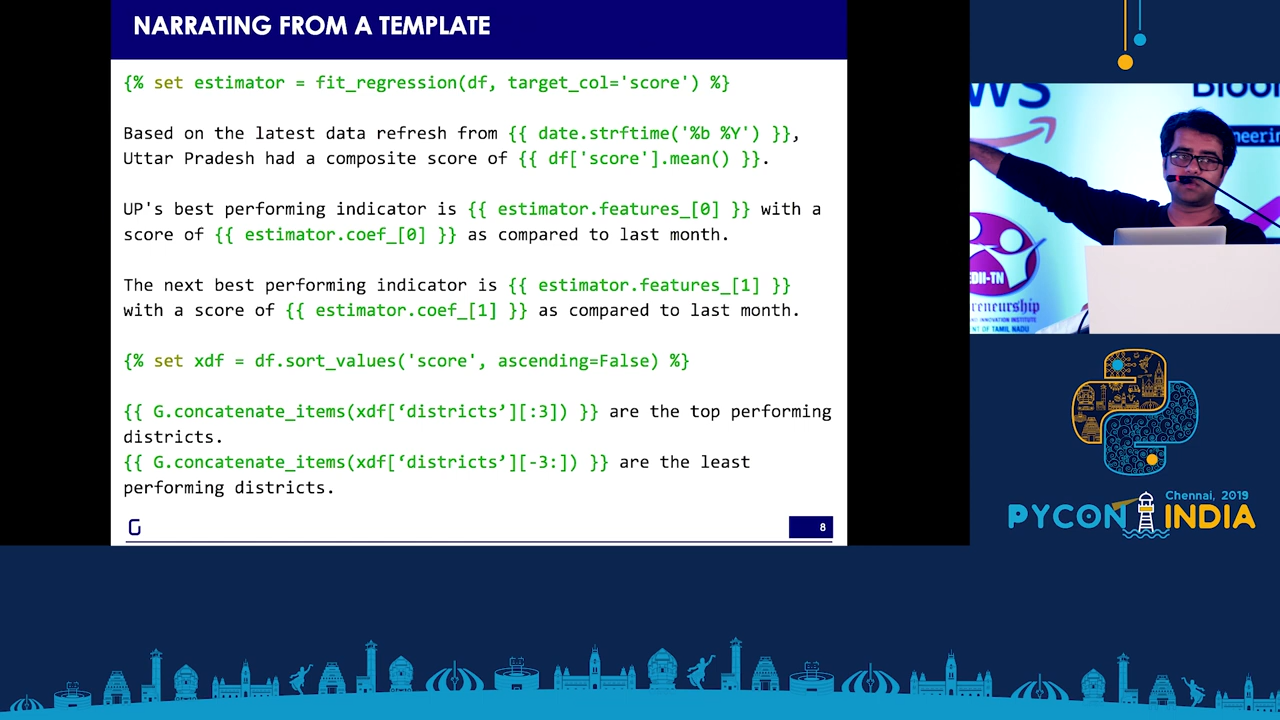 NARRATING FROM A TEMPLATE
{% set estimator = fit_regression(df, target_col='score') %}
Based on the latest data refresh from {{ date.strftime('%b %Y') }},
Uttar Pradesh had a composite score of {{ df['score'].mean() }}.
UP's best performing indicator is {{ estimator.features_[0] }} with a
score of {{ estimator.coef_[0] }} as compared to last month.
The next best performing indicator is {{ estimator.features_[1] }}
with a score of {{ estimator.coef_[1] }} as compared to last month.
{% set xdf = df.sort_values('score', ascending=False) %}
{{ G.concatenate_items(xdf[‘districts’][:3]) }} are the top performing
districts.
{{ G.concatenate_items(xdf[‘districts’][-3:]) }} are the least
performing districts.
G
8
EDII-TN
Chennai, 2019
PYCON INDIA